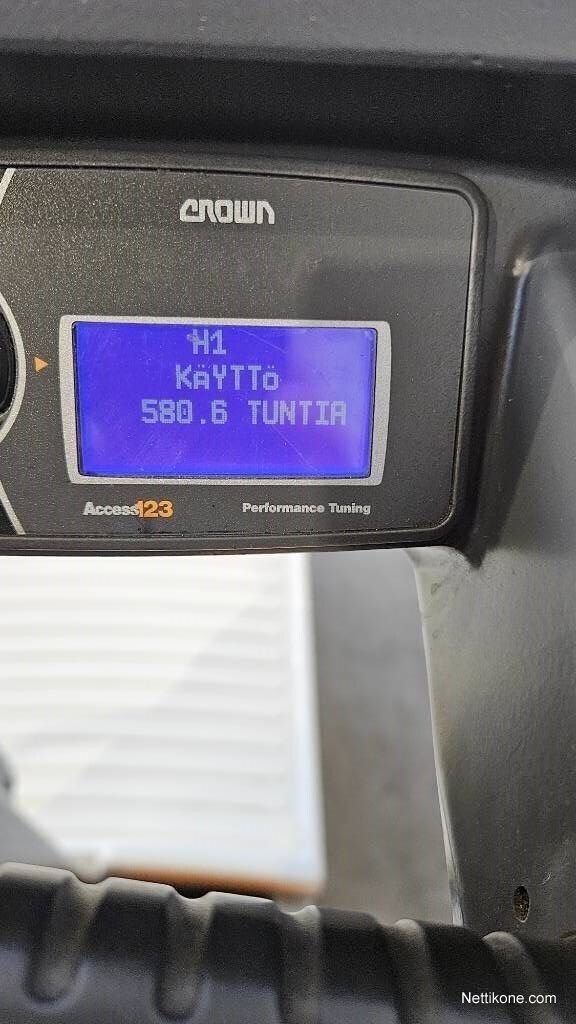 CROWN
H1
KÄYTTÖ
580.6 TUNTIA
Access123 Performance Tuning
Nettikone.com